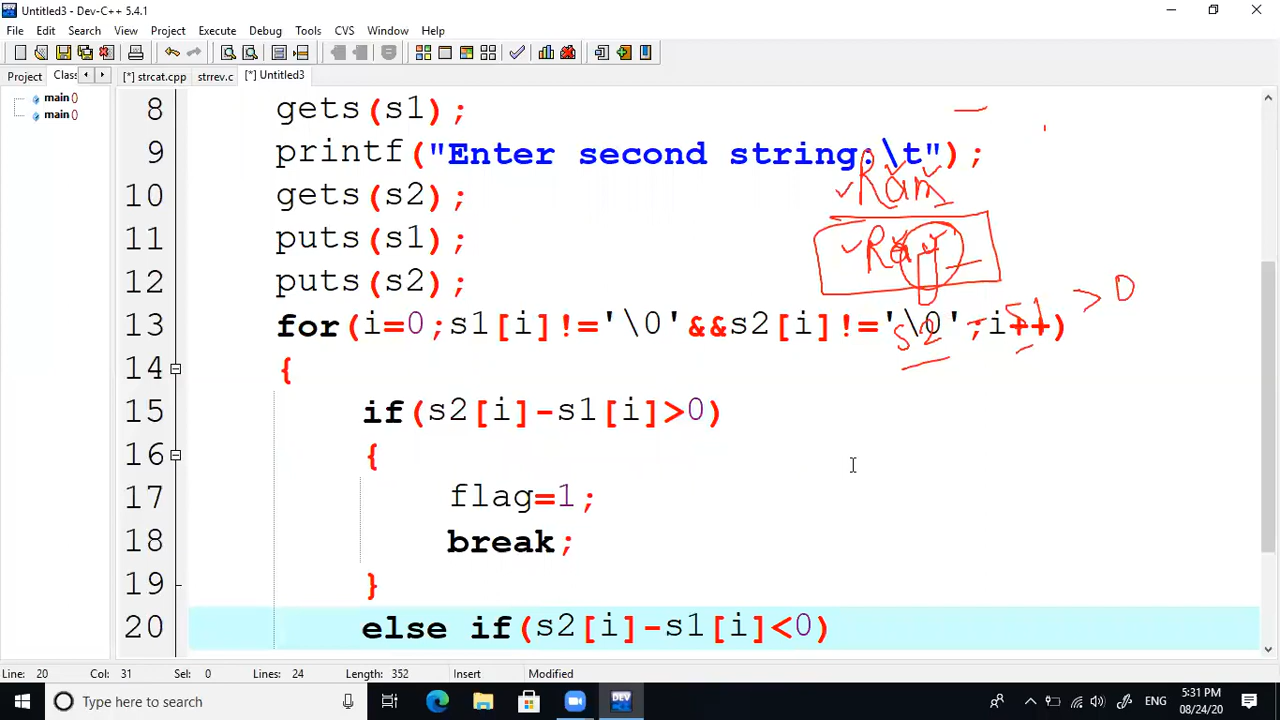 Untitled3 - Dev-C++ 5.4.1
File Edit Search View Project Execute Debug Tools CVS Window Help
Project Clas [*] strcat.cpp strrev.c [*] Untitled3
main ()
main ()
8 gets(s1);
9 printf("Enter second string:\t");
10 gets(s2);
11 puts(s1);
12 puts(s2);
13 for(i=0;s1[i]!='\0'&&s2[i]!='\0';i++)
14 {
15 if(s2[i]-s1[i]>0)
16 {
17 flag=1;
18 break;
19 }
20 else if(s2[i]-s1[i]<0)
Ram
s2 - s1 > 0
Line: 20 Col: 31 Sel: 0 Lines: 24 Length: 352 Insert Modified
Type here to search
ENG
5:31 PM
08/24/20